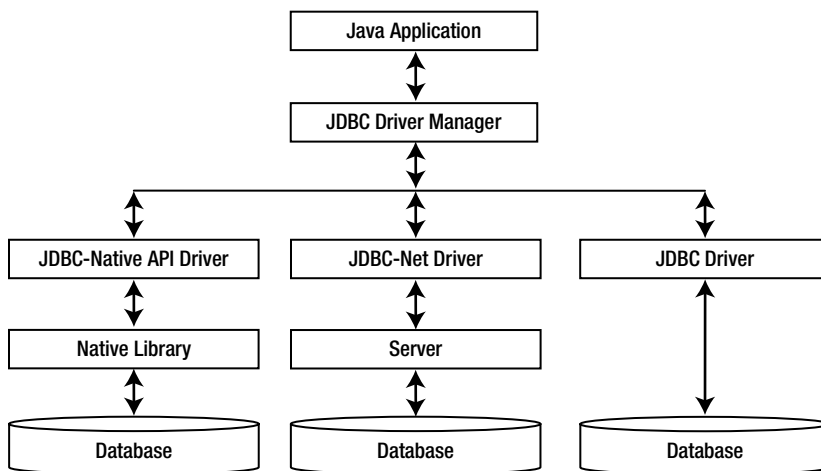 Java Application
JDBC Driver Manager
JDBC-Native API Driver
JDBC-Net Driver
JDBC Driver
Native Library
Server
Database
Database
Database